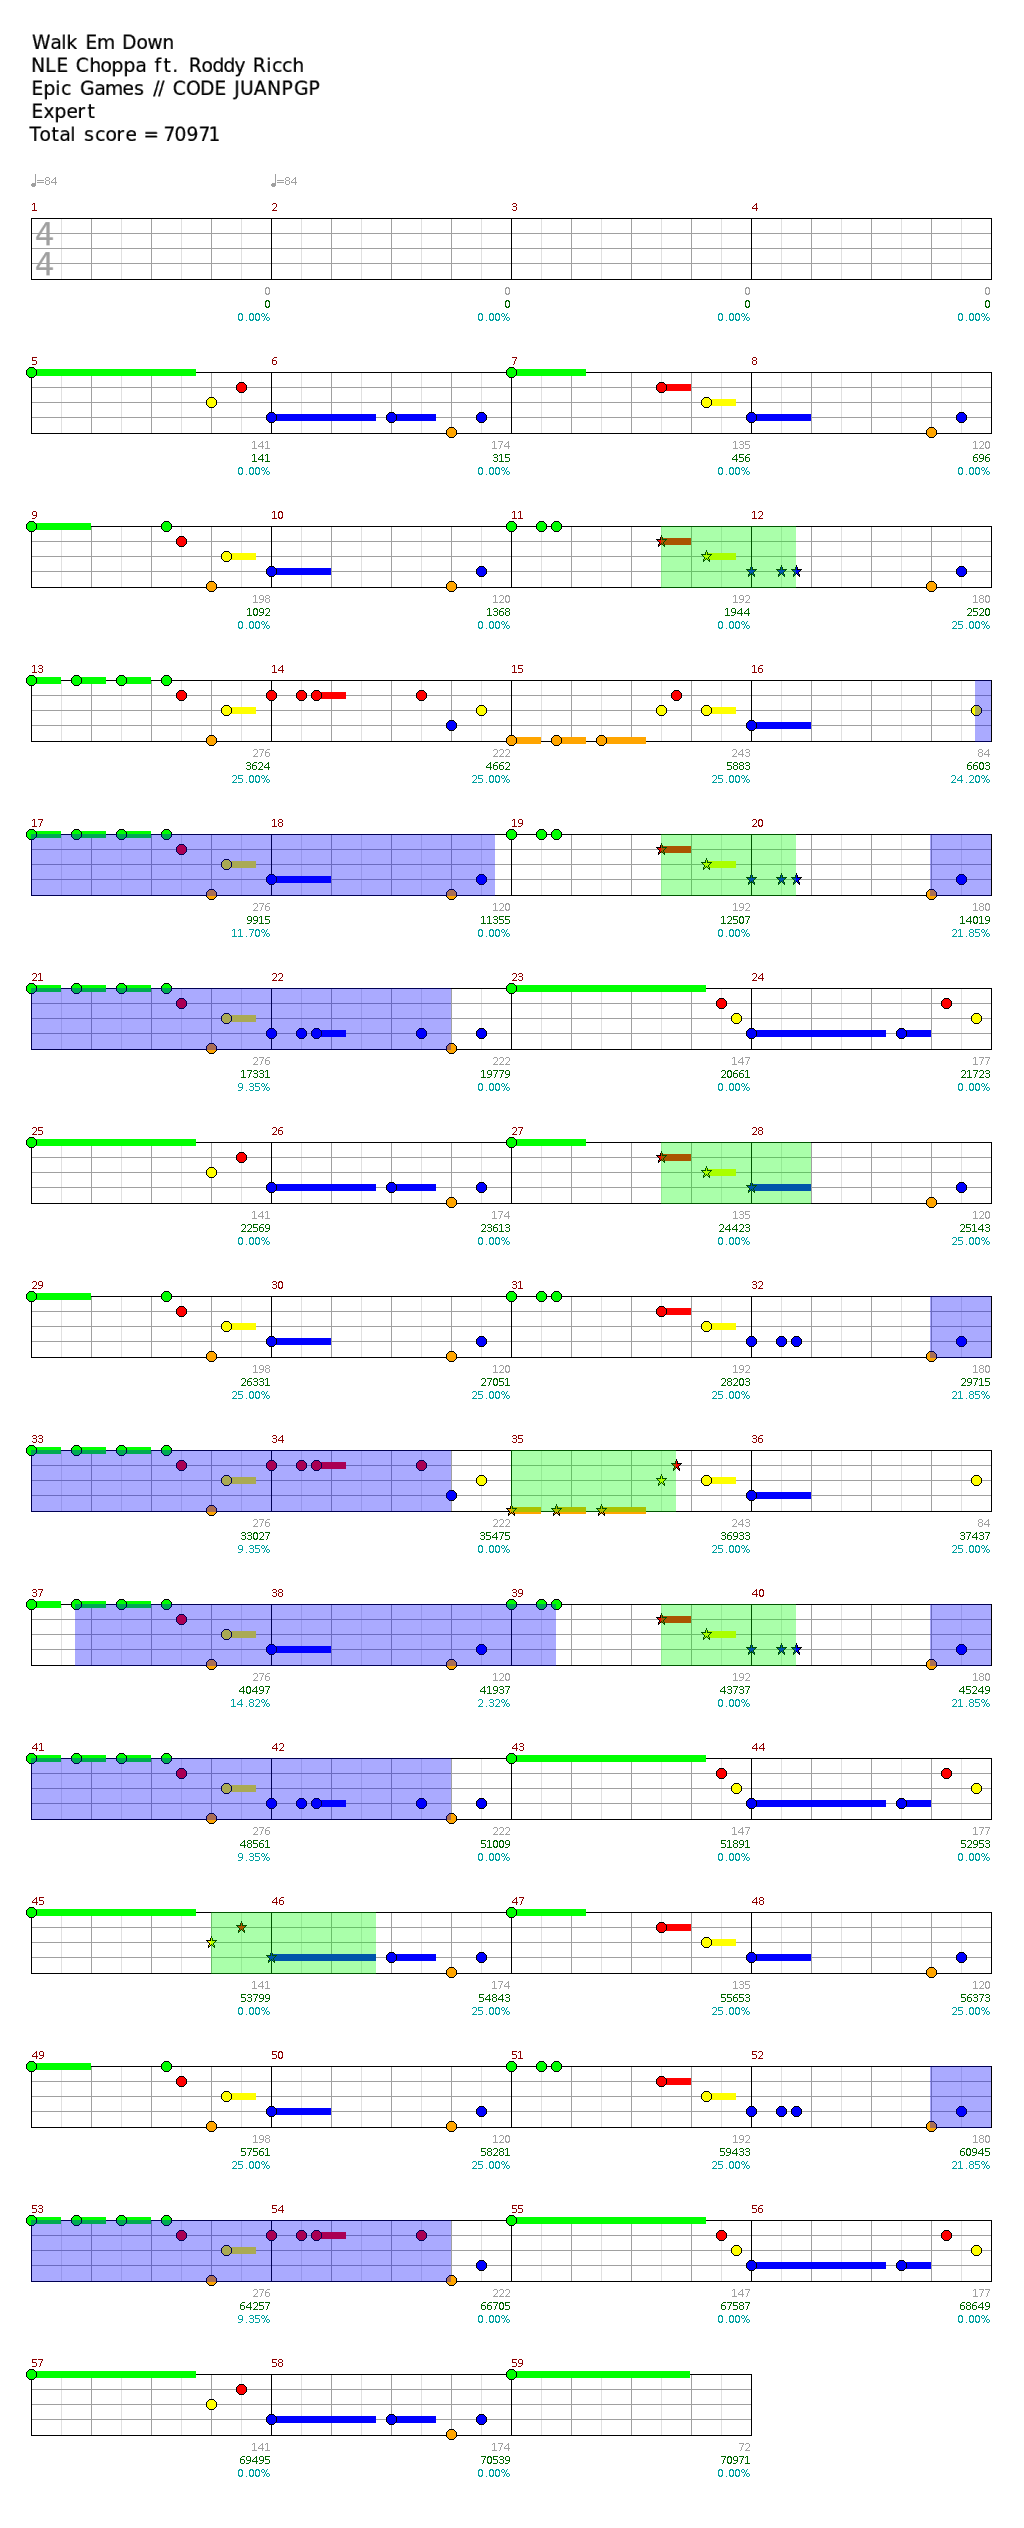 Walk Em Down
NLE Choppa ft. Roddy Ricch
Epic Games // CODE JUANPGP
Expert
Total score = 70971
♩=84 ♩=84
1 2 3 4
4
4
0 0 0 0
0 0 0 0
0.00% 0.00% 0.00% 0.00%
5 6 7 8
141 174 135 120
141 315 456 696
0.00% 0.00% 0.00% 0.00%
9 10 11 12
198 120 192 180
1092 1368 1944 2520
0.00% 0.00% 0.00% 25.00%
13 14 15 16
276 222 243 84
3624 4662 5883 6603
25.00% 25.00% 25.00% 24.20%
17 18 19 20
276 120 192 180
9915 11355 12507 14019
11.70% 0.00% 0.00% 21.85%
21 22 23 24
276 222 147 177
17331 19779 20661 21723
9.35% 0.00% 0.00% 0.00%
25 26 27 28
141 174 135 120
22569 23613 24423 25143
0.00% 0.00% 0.00% 25.00%
29 30 31 32
198 120 192 180
26331 27051 28203 29715
25.00% 25.00% 25.00% 21.85%
33 34 35 36
276 222 243 84
33027 35475 36933 37437
9.35% 0.00% 25.00% 25.00%
37 38 39 40
276 120 192 180
40497 41937 43737 45249
14.82% 2.32% 0.00% 21.85%
41 42 43 44
276 222 147 177
48561 51009 51891 52953
9.35% 0.00% 0.00% 0.00%
45 46 47 48
141 174 135 120
53799 54843 55653 56373
0.00% 25.00% 25.00% 25.00%
49 50 51 52
198 120 192 180
57561 58281 59433 60945
25.00% 25.00% 25.00% 21.85%
53 54 55 56
276 222 147 177
64257 66705 67587 68649
9.35% 0.00% 0.00% 0.00%
57 58 59
141 174 72
69495 70539 70971
0.00% 0.00% 0.00%